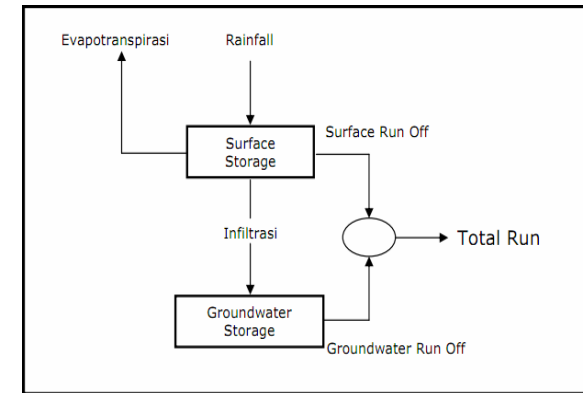 Evapotranspirasi
Rainfall
Surface Run Off
Surface
Storage
Infiltrasi
Total Run
Groundwater
Storage
Groundwater Run Off